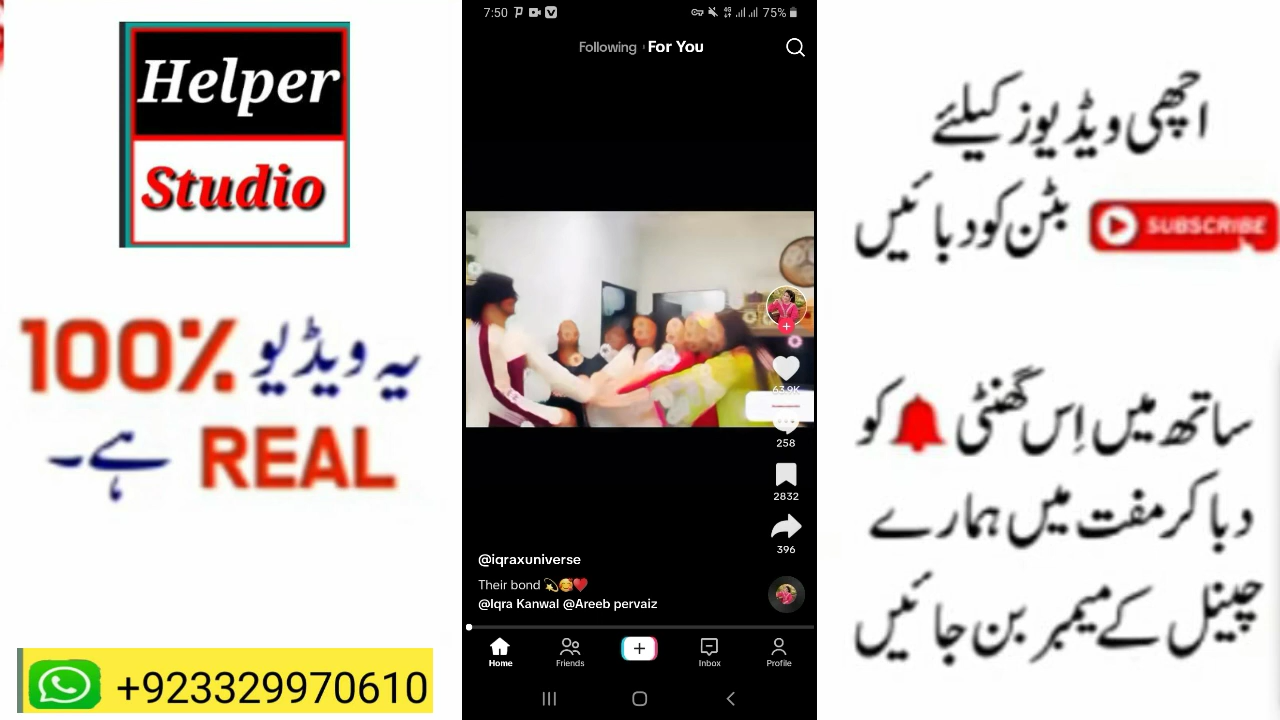 Helper
Studio
یہ ویڈیو 100%
REAL ہے۔
+923329970610
7:50
75%
Following
For You
63.9K
258
2832
396
@iqraxuniverse
Their bond 💫🥰♥️
@Iqra Kanwal @Areeb pervaiz
Home
Friends
Inbox
Profile
اچھی ویڈیوز کیلئے
SUBSCRIBE بٹن کو دبائیں
ساتھ میں اِس گھنٹی 🔔 کو
دبا کر مفت میں ہمارے
چینل کے میمبر بن جائیں